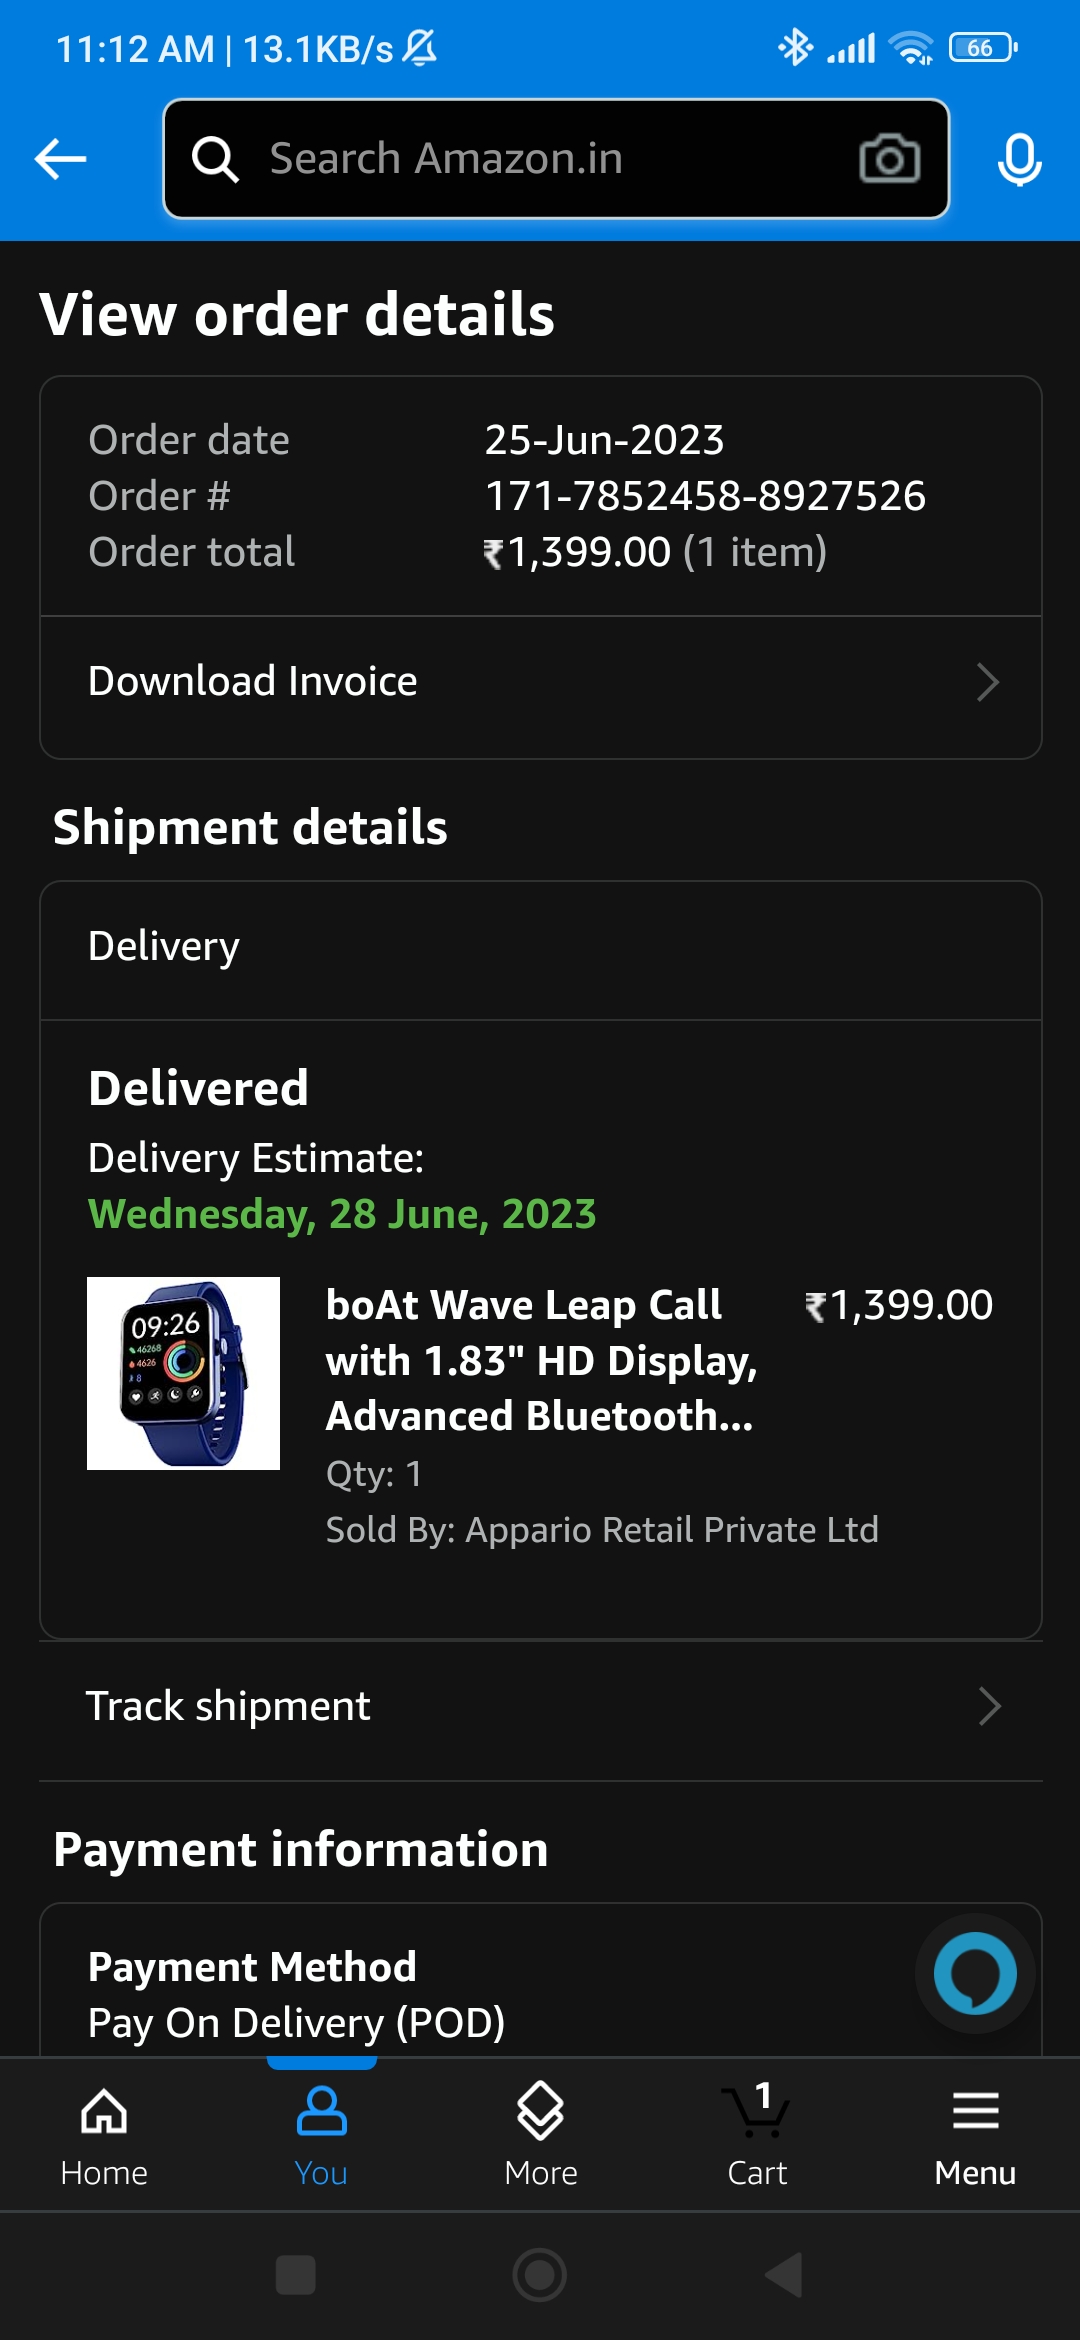 11:12 AM | 13.1KB/s
66
Search Amazon.in
View order details
Order date 25-Jun-2023
Order # 171-7852458-8927526
Order total ₹1,399.00 (1 item)
Download Invoice
Shipment details
Delivery
Delivered
Delivery Estimate:
Wednesday, 28 June, 2023
09:26
46268
4626
8
boAt Wave Leap Call ₹1,399.00
with 1.83" HD Display,
Advanced Bluetooth...
Qty: 1
Sold By: Appario Retail Private Ltd
Track shipment
Payment information
Payment Method
Pay On Delivery (POD)
1
Home You More Cart Menu